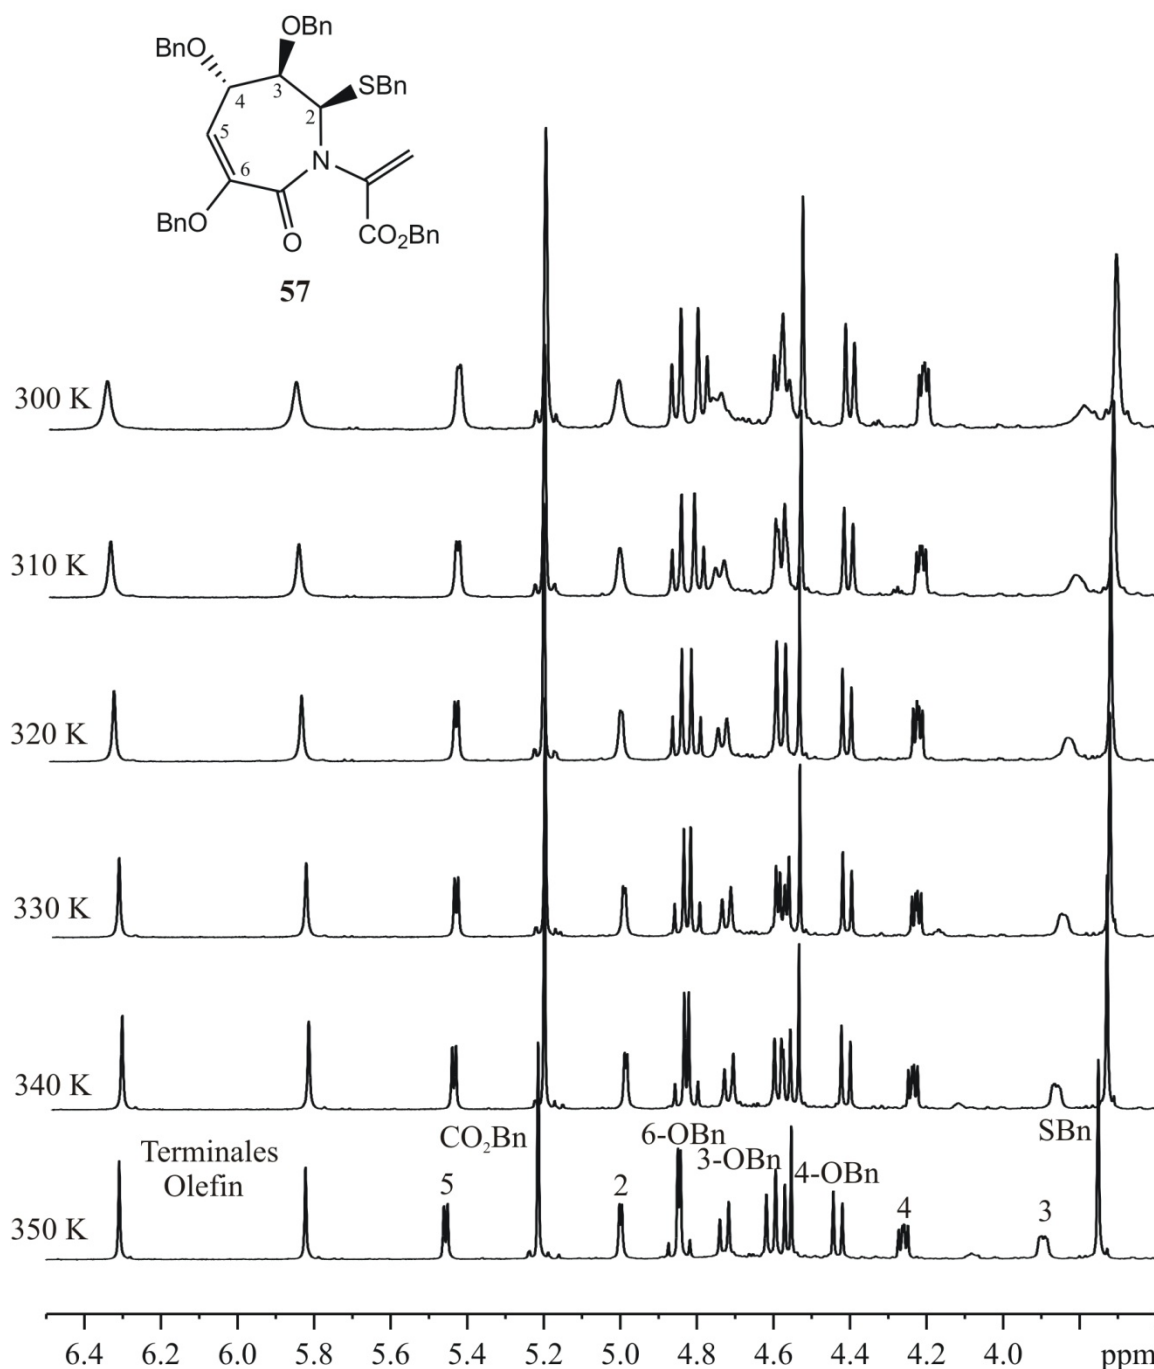 OBn
BnO
SBn
3
4
2
5
6
N
BnO
O
CO₂Bn
57
300 K
310 K
320 K
330 K
340 K
350 K
Terminales
Olefin
5
CO₂Bn
2
6-OBn
3-OBn
4-OBn
4
3
SBn
6.4 6.2 6.0 5.8 5.6 5.4 5.2 5.0 4.8 4.6 4.4 4.2 4.0 ppm